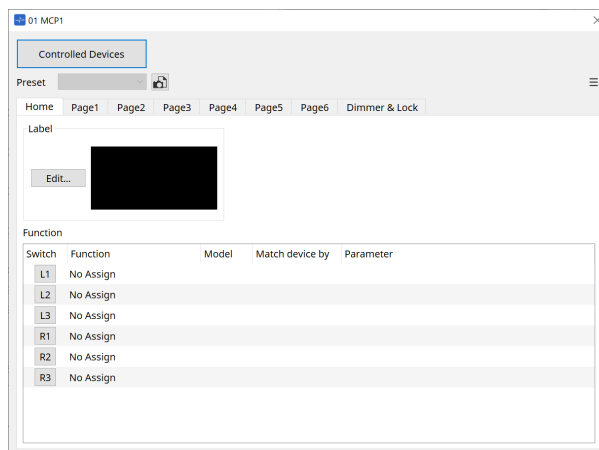 01 MCP1
Controlled Devices
Preset
Home Page1 Page2 Page3 Page4 Page5 Page6 Dimmer & Lock
Label
Edit...
Function
Switch Function Model Match device by Parameter
L1 No Assign
L2 No Assign
L3 No Assign
R1 No Assign
R2 No Assign
R3 No Assign